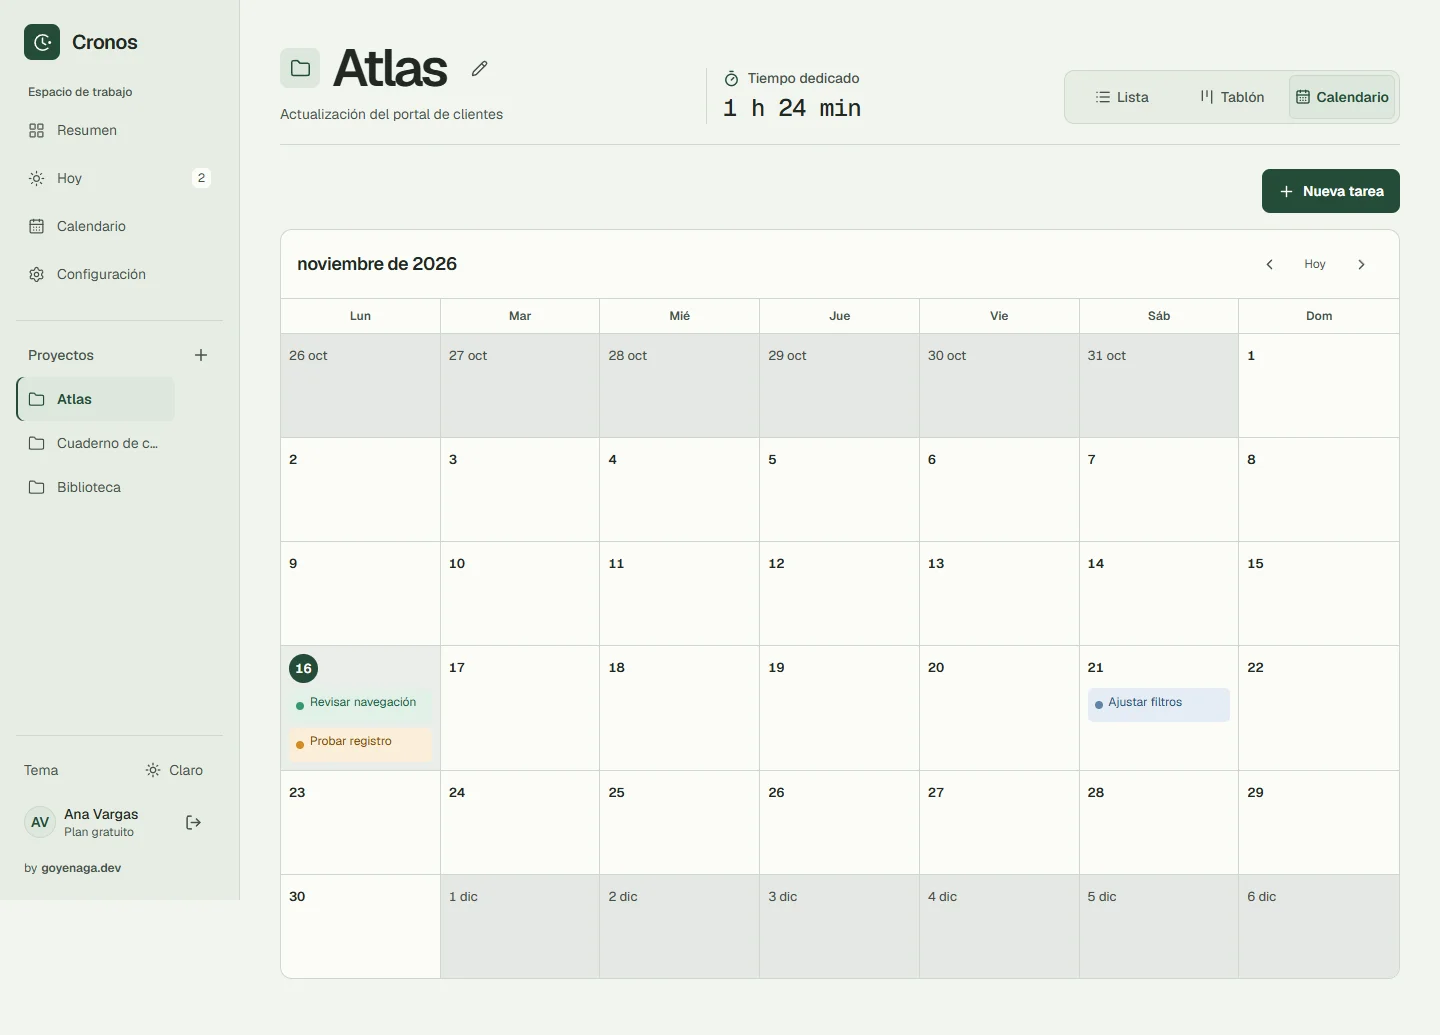 Cronos
Espacio de trabajo
Resumen
Hoy 2
Calendario
Configuración
Proyectos
Atlas
Cuaderno de c…
Biblioteca
Tema Claro
AV Ana Vargas
Plan gratuito
by goyenaga.dev
Atlas
Actualización del portal de clientes
Tiempo dedicado
1 h 24 min
Lista Tablón Calendario
Nueva tarea
noviembre de 2026
Hoy
Lun Mar Mié Jue Vie Sáb Dom
26 oct 27 oct 28 oct 29 oct 30 oct 31 oct 1
2 3 4 5 6 7 8
9 10 11 12 13 14 15
16 17 18 19 20 21 22
Revisar navegación Ajustar filtros
Probar registro
23 24 25 26 27 28 29
30 1 dic 2 dic 3 dic 4 dic 5 dic 6 dic